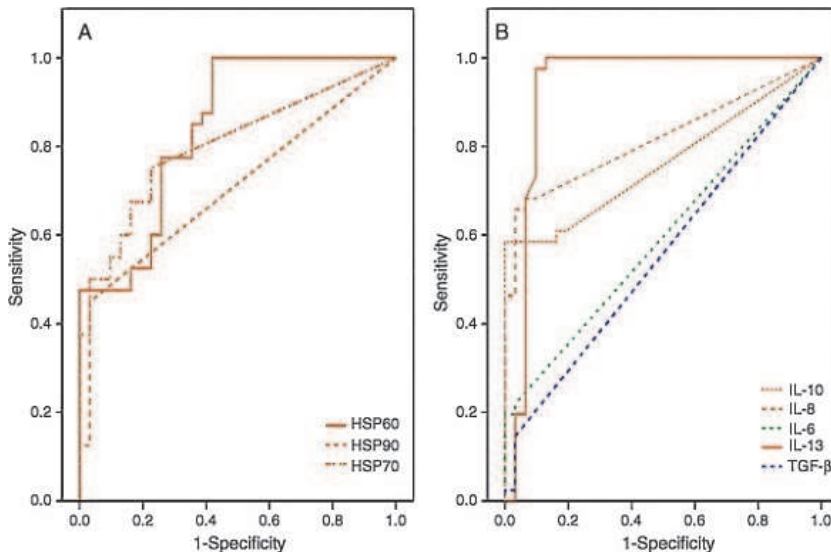 A
1.0
0.8
0.6
0.4
0.2
0.0
Sensitivity
HSP60
HSP90
HSP70
0.0 0.2 0.4 0.6 0.8 1.0
1-Specificity
B
1.0
0.8
0.6
0.4
0.2
0.0
Sensitivity
IL-10
IL-8
IL-6
IL-13
TGF-β
0.0 0.2 0.4 0.6 0.8 1.0
1-Specificity